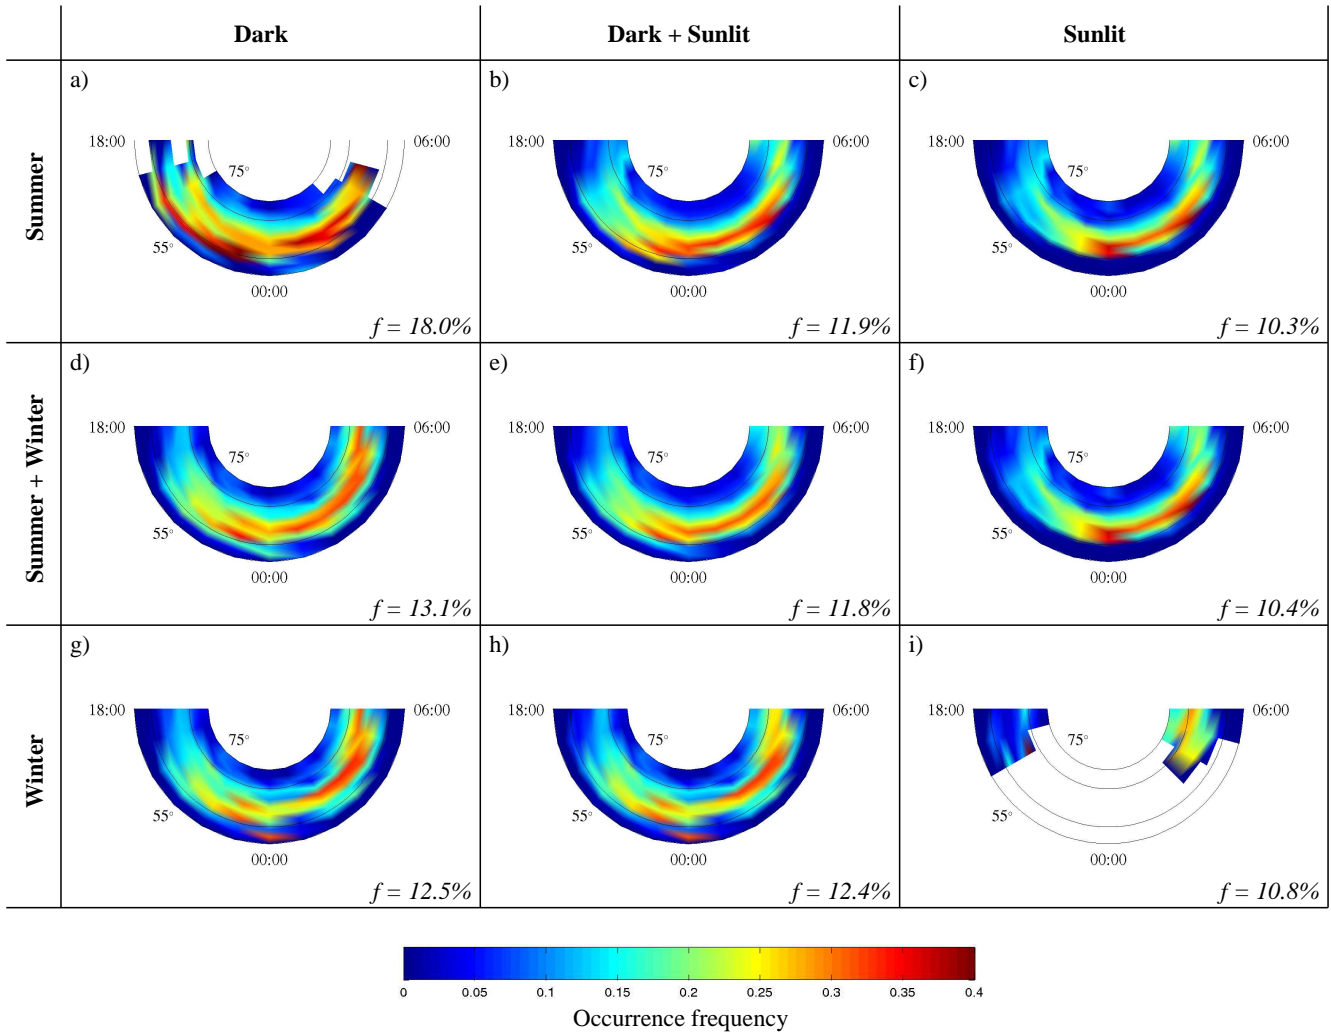 Dark
Dark + Sunlit
Sunlit
Summer
a)
18:00
06:00
75°
55°
00:00
f = 18.0%
b)
18:00
06:00
75°
55°
00:00
f = 11.9%
c)
18:00
06:00
75°
55°
00:00
f = 10.3%
Summer + Winter
d)
18:00
06:00
75°
55°
00:00
f = 13.1%
e)
18:00
06:00
75°
55°
00:00
f = 11.8%
f)
18:00
06:00
75°
55°
00:00
f = 10.4%
Winter
g)
18:00
06:00
75°
55°
00:00
f = 12.5%
h)
18:00
06:00
75°
55°
00:00
f = 12.4%
i)
18:00
06:00
75°
55°
00:00
f = 10.8%
0 0.05 0.1 0.15 0.2 0.25 0.3 0.35 0.4
Occurrence frequency